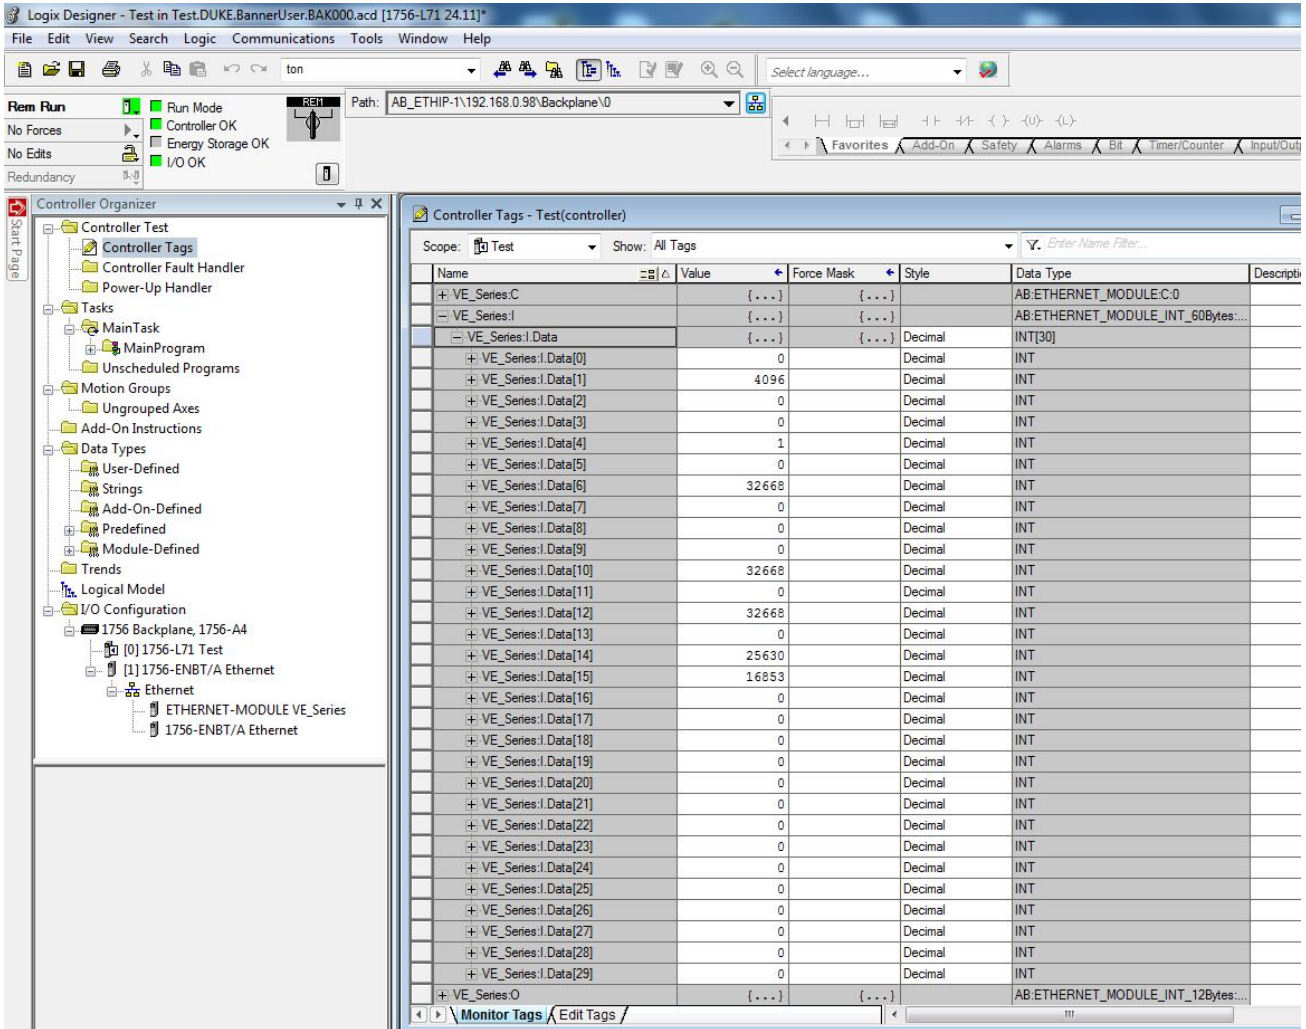 Logix Designer - Test in Test.DUKE.BannerUser.BAK000.acd [1756-L71 24.11]*
File Edit View Search Logic Communications Tools Window Help
ton
Select language...
Rem Run
No Forces
No Edits
Redundancy
Run Mode
Controller OK
Energy Storage OK
I/O OK
REM
Path: AB_ETHIP-1\192.168.0.98\Backplane\0
Favorites Add-On Safety Alarms Bit Timer/Counter Input/Outp
Start Page
Controller Organizer
Controller Test
Controller Tags
Controller Fault Handler
Power-Up Handler
Tasks
MainTask
MainProgram
Unscheduled Programs
Motion Groups
Ungrouped Axes
Add-On Instructions
Data Types
User-Defined
Strings
Add-On-Defined
Predefined
Module-Defined
Trends
Logical Model
I/O Configuration
1756 Backplane, 1756-A4
[0] 1756-L71 Test
[1] 1756-ENBT/A Ethernet
Ethernet
ETHERNET-MODULE VE_Series
1756-ENBT/A Ethernet
Controller Tags - Test(controller)
Scope: Test Show: All Tags Enter Name Filter...
Name Value Force Mask Style Data Type Descripti
VE_Series:C {...} {...} AB:ETHERNET_MODULE:C:0
VE_Series:I {...} {...} AB:ETHERNET_MODULE_INT_60Bytes:...
VE_Series:I.Data {...} {...} Decimal INT[30]
VE_Series:I.Data[0] 0 Decimal INT
VE_Series:I.Data[1] 4096 Decimal INT
VE_Series:I.Data[2] 0 Decimal INT
VE_Series:I.Data[3] 0 Decimal INT
VE_Series:I.Data[4] 1 Decimal INT
VE_Series:I.Data[5] 0 Decimal INT
VE_Series:I.Data[6] 32668 Decimal INT
VE_Series:I.Data[7] 0 Decimal INT
VE_Series:I.Data[8] 0 Decimal INT
VE_Series:I.Data[9] 0 Decimal INT
VE_Series:I.Data[10] 32668 Decimal INT
VE_Series:I.Data[11] 0 Decimal INT
VE_Series:I.Data[12] 32668 Decimal INT
VE_Series:I.Data[13] 0 Decimal INT
VE_Series:I.Data[14] 25630 Decimal INT
VE_Series:I.Data[15] 16853 Decimal INT
VE_Series:I.Data[16] 0 Decimal INT
VE_Series:I.Data[17] 0 Decimal INT
VE_Series:I.Data[18] 0 Decimal INT
VE_Series:I.Data[19] 0 Decimal INT
VE_Series:I.Data[20] 0 Decimal INT
VE_Series:I.Data[21] 0 Decimal INT
VE_Series:I.Data[22] 0 Decimal INT
VE_Series:I.Data[23] 0 Decimal INT
VE_Series:I.Data[24] 0 Decimal INT
VE_Series:I.Data[25] 0 Decimal INT
VE_Series:I.Data[26] 0 Decimal INT
VE_Series:I.Data[27] 0 Decimal INT
VE_Series:I.Data[28] 0 Decimal INT
VE_Series:I.Data[29] 0 Decimal INT
VE_Series:O {...} {...} AB:ETHERNET_MODULE_INT_12Bytes:...
Monitor Tags Edit Tags